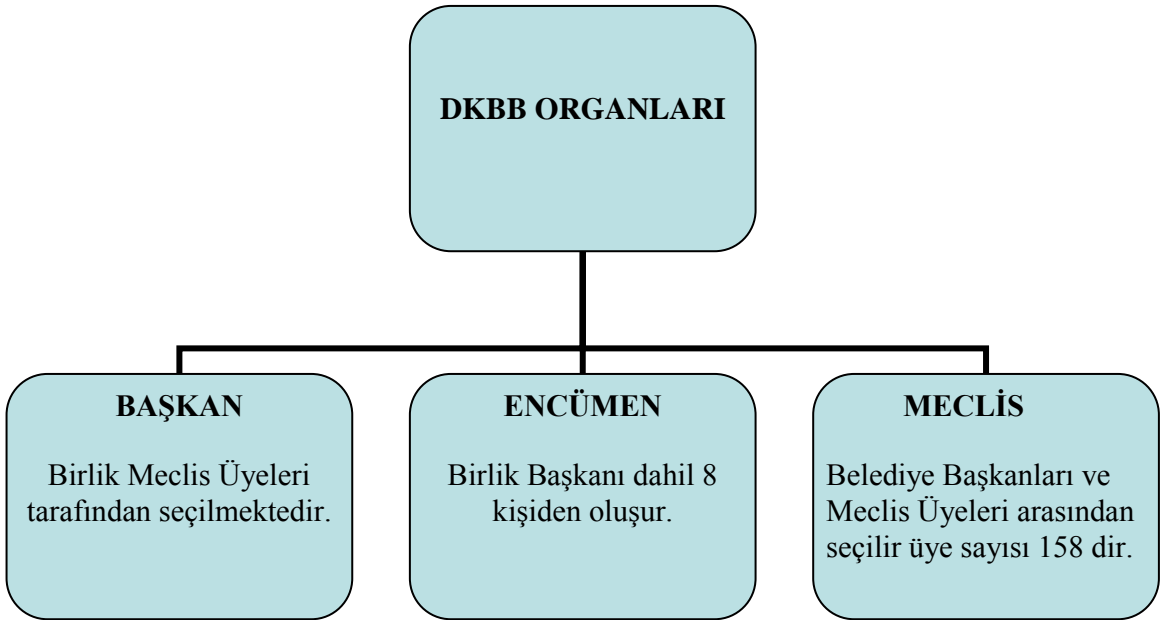 DKBB ORGANLARI
BAŞKAN
Birlik Meclis Üyeleri
tarafından seçilmektedir.
ENCÜMEN
Birlik Başkanı dahil 8
kişiden oluşur.
MECLİS
Belediye Başkanları ve
Meclis Üyeleri arasından
seçilir üye sayısı 158 dir.